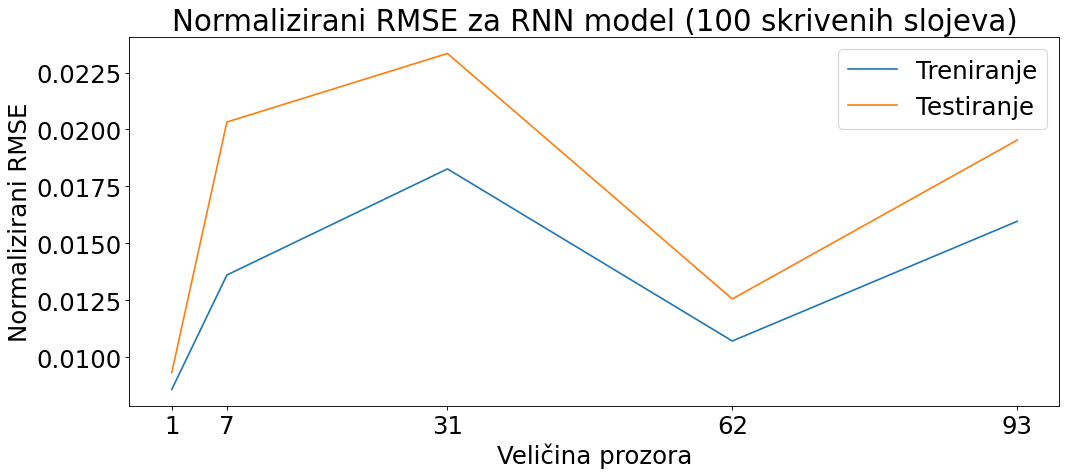 Normalizirani RMSE za RNN model (100 skrivenih slojeva)
Treniranje
Testiranje
Normalizirani RMSE
0.0225
0.0200
0.0175
0.0150
0.0125
0.0100
1 7 31 62 93
Veličina prozora